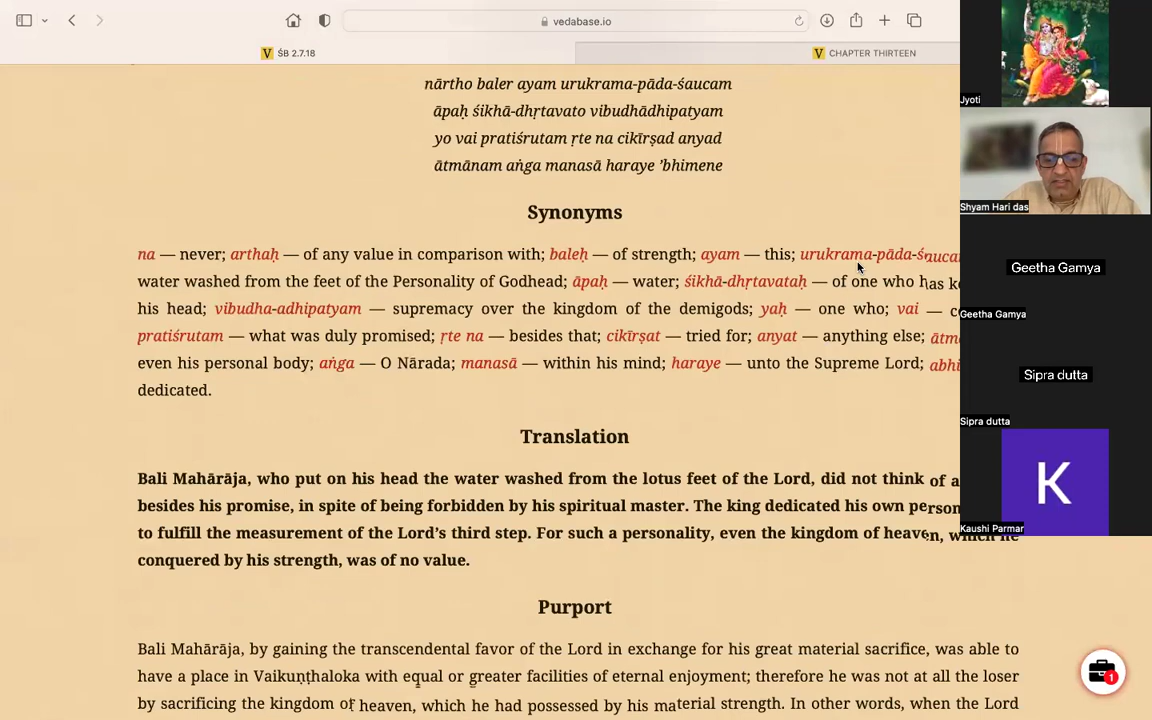 vedabase.io
ŚB 2.7.18
CHAPTER THIRTEEN
nārtho baler ayam urukrama-pāda-śaucam
āpaḥ śikhā-dhṛtavato vibudhādhipatyam
yo vai pratiśrutam ṛte na cikīrṣad anyad
ātmānam aṅga manasā haraye ’bhimene
Synonyms
na — never; arthaḥ — of any value in comparison with; baleḥ — of strength; ayam — this; urukrama-pāda-śaucam
water washed from the feet of the Personality of Godhead; āpaḥ — water; śikhā-dhṛtavataḥ — of one who has
his head; vibudha-adhipatyam — supremacy over the kingdom of the demigods; yaḥ — one who; vai —
pratiśrutam — what was duly promised; ṛte na — besides that; cikīrṣat — tried for; anyat — anything else;
even his personal body; aṅga — O Nārada; manasā — within his mind; haraye — unto the Supreme Lord;
dedicated.
Translation
Bali Mahārāja, who put on his head the water washed from the lotus feet of the Lord, did not think of
besides his promise, in spite of being forbidden by his spiritual master. The king dedicated his own person
to fulfill the measurement of the Lord’s third step. For such a personality, even the kingdom of heaven, which he
conquered by his strength, was of no value.
Purport
Bali Mahārāja, by gaining the transcendental favor of the Lord in exchange for his great material sacrifice, was able to
have a place in Vaikuṇṭhaloka with equal or greater facilities of eternal enjoyment; therefore he was not at all the loser
by sacrificing the kingdom of heaven, which he had possessed by his material strength. In other words, when the Lord
Jyoti
Shyam Hari das
Geetha Gamya
Geetha Gamya
Sipra dutta
Sipra dutta
K
Kaushi Parmar
1